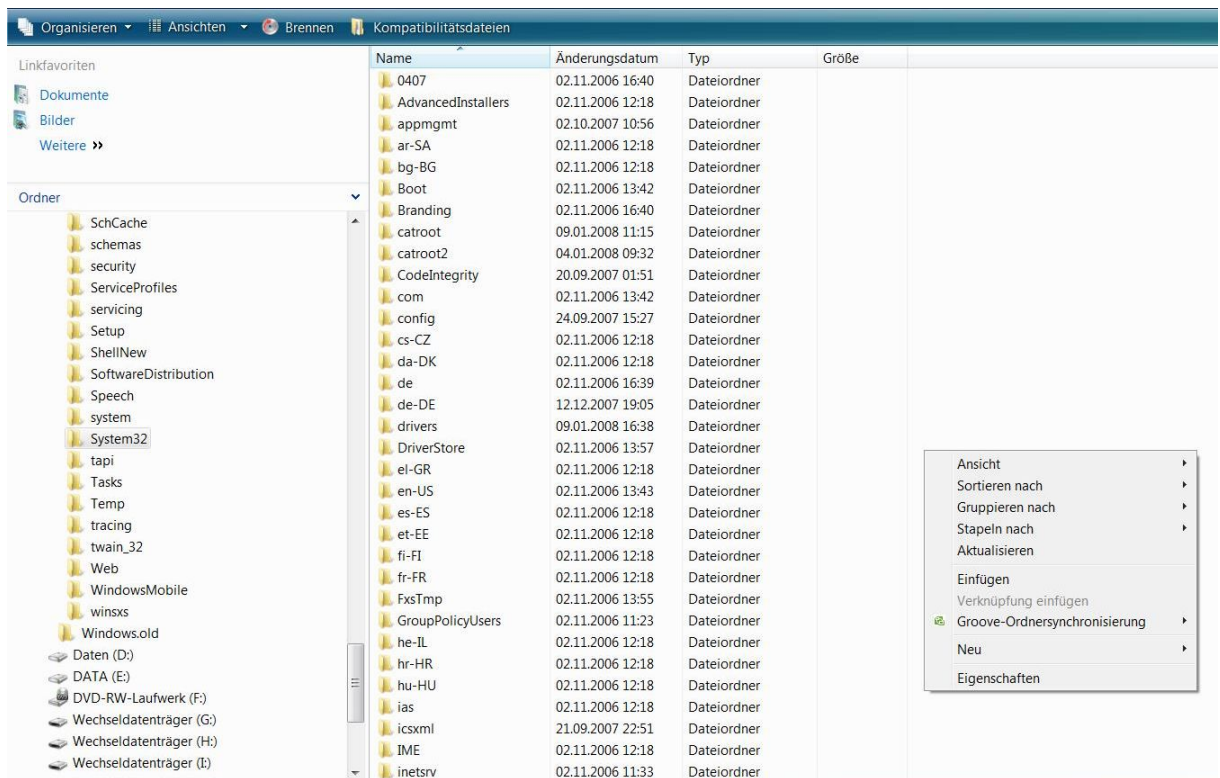 Organisieren Ansichten Brennen Kompatibilitätsdateien
Linkfavoriten
Dokumente
Bilder
Weitere
Ordner
SchCache
schemas
security
ServiceProfiles
servicing
Setup
ShellNew
SoftwareDistribution
Speech
system
System32
tapi
Tasks
Temp
tracing
twain_32
Web
WindowsMobile
winsxs
Windows.old
Daten (D:)
DATA (E:)
DVD-RW-Laufwerk (F:)
Wechseldatenträger (G:)
Wechseldatenträger (H:)
Wechseldatenträger (I:)
Name Änderungsdatum Typ Größe
0407 02.11.2006 16:40 Dateiordner
AdvancedInstallers 02.11.2006 12:18 Dateiordner
appmgmt 02.10.2007 10:56 Dateiordner
ar-SA 02.11.2006 12:18 Dateiordner
bg-BG 02.11.2006 12:18 Dateiordner
Boot 02.11.2006 13:42 Dateiordner
Branding 02.11.2006 16:40 Dateiordner
catroot 09.01.2008 11:15 Dateiordner
catroot2 04.01.2008 09:32 Dateiordner
CodeIntegrity 20.09.2007 01:51 Dateiordner
com 02.11.2006 13:42 Dateiordner
config 24.09.2007 15:27 Dateiordner
cs-CZ 02.11.2006 12:18 Dateiordner
da-DK 02.11.2006 12:18 Dateiordner
de 02.11.2006 16:39 Dateiordner
de-DE 12.12.2007 19:05 Dateiordner
drivers 09.01.2008 16:38 Dateiordner
DriverStore 02.11.2006 13:57 Dateiordner
el-GR 02.11.2006 12:18 Dateiordner
en-US 02.11.2006 13:43 Dateiordner
es-ES 02.11.2006 12:18 Dateiordner
et-EE 02.11.2006 12:18 Dateiordner
fi-FI 02.11.2006 12:18 Dateiordner
fr-FR 02.11.2006 12:18 Dateiordner
FxsTmp 02.11.2006 13:55 Dateiordner
GroupPolicyUsers 02.11.2006 11:23 Dateiordner
he-IL 02.11.2006 12:18 Dateiordner
hr-HR 02.11.2006 12:18 Dateiordner
hu-HU 02.11.2006 12:18 Dateiordner
ias 02.11.2006 12:18 Dateiordner
icsxml 21.09.2007 22:51 Dateiordner
IME 02.11.2006 12:18 Dateiordner
inetsrv 02.11.2006 11:33 Dateiordner
Ansicht
Sortieren nach
Gruppieren nach
Stapeln nach
Aktualisieren
Einfügen
Verknüpfung einfügen
Groove-Ordnersynchronisierung
Neu
Eigenschaften